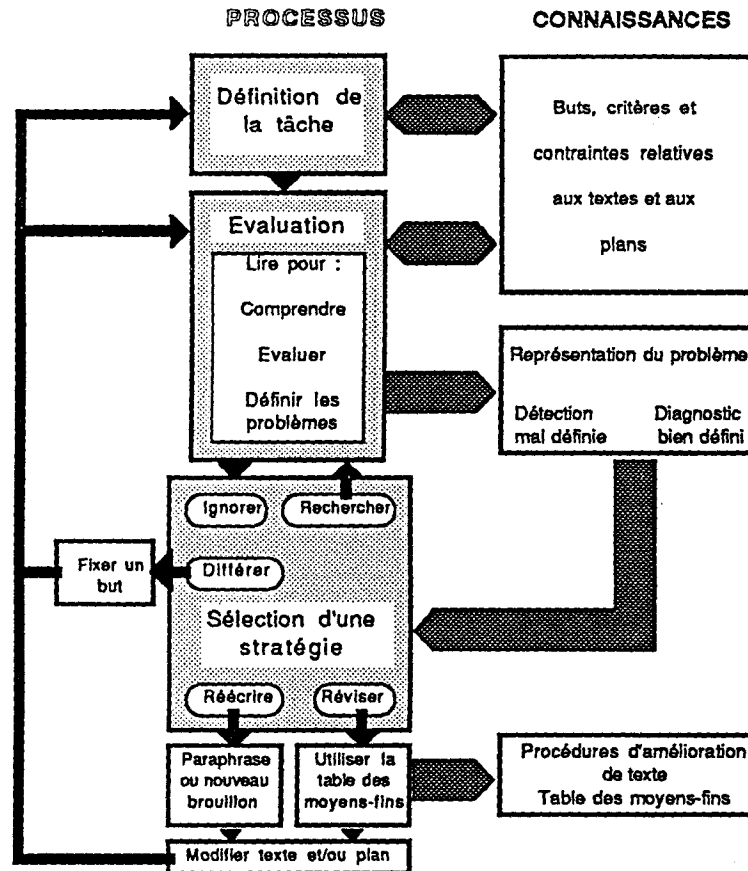 PROCESSUS
CONNAISSANCES
Définition de
la tâche
Buts, critères et
contraintes relatives
aux textes et aux
plans
Evaluation
Lire pour :
Comprendre
Evaluer
Définir les
problèmes
Représentation du problème
Détection
mal définie
Diagnostic
bien défini
Ignorer
Rechercher
Différer
Fixer un
but
Sélection d'une
stratégie
Réécrire
Réviser
Paraphrase
ou nouveau
brouillon
Utiliser la
table des
moyens-fins
Procédures d'amélioration
de texte
Table des moyens-fins
Modifier texte et/ou plan